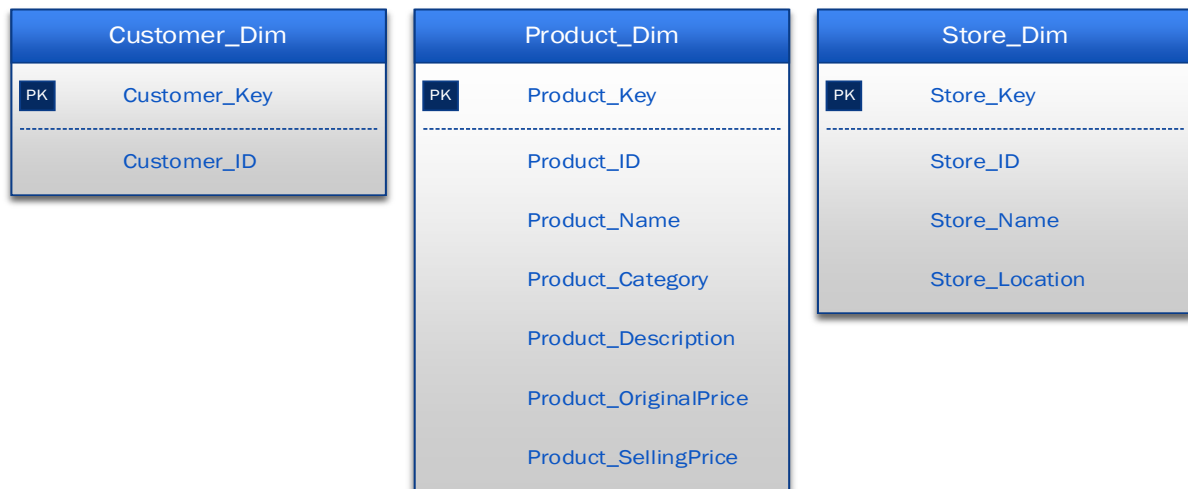 Customer_Dim
PK Customer_Key
Customer_ID
Product_Dim
PK Product_Key
Product_ID
Product_Name
Product_Category
Product_Description
Product_OriginalPrice
Product_SellingPrice
Store_Dim
PK Store_Key
Store_ID
Store_Name
Store_Location